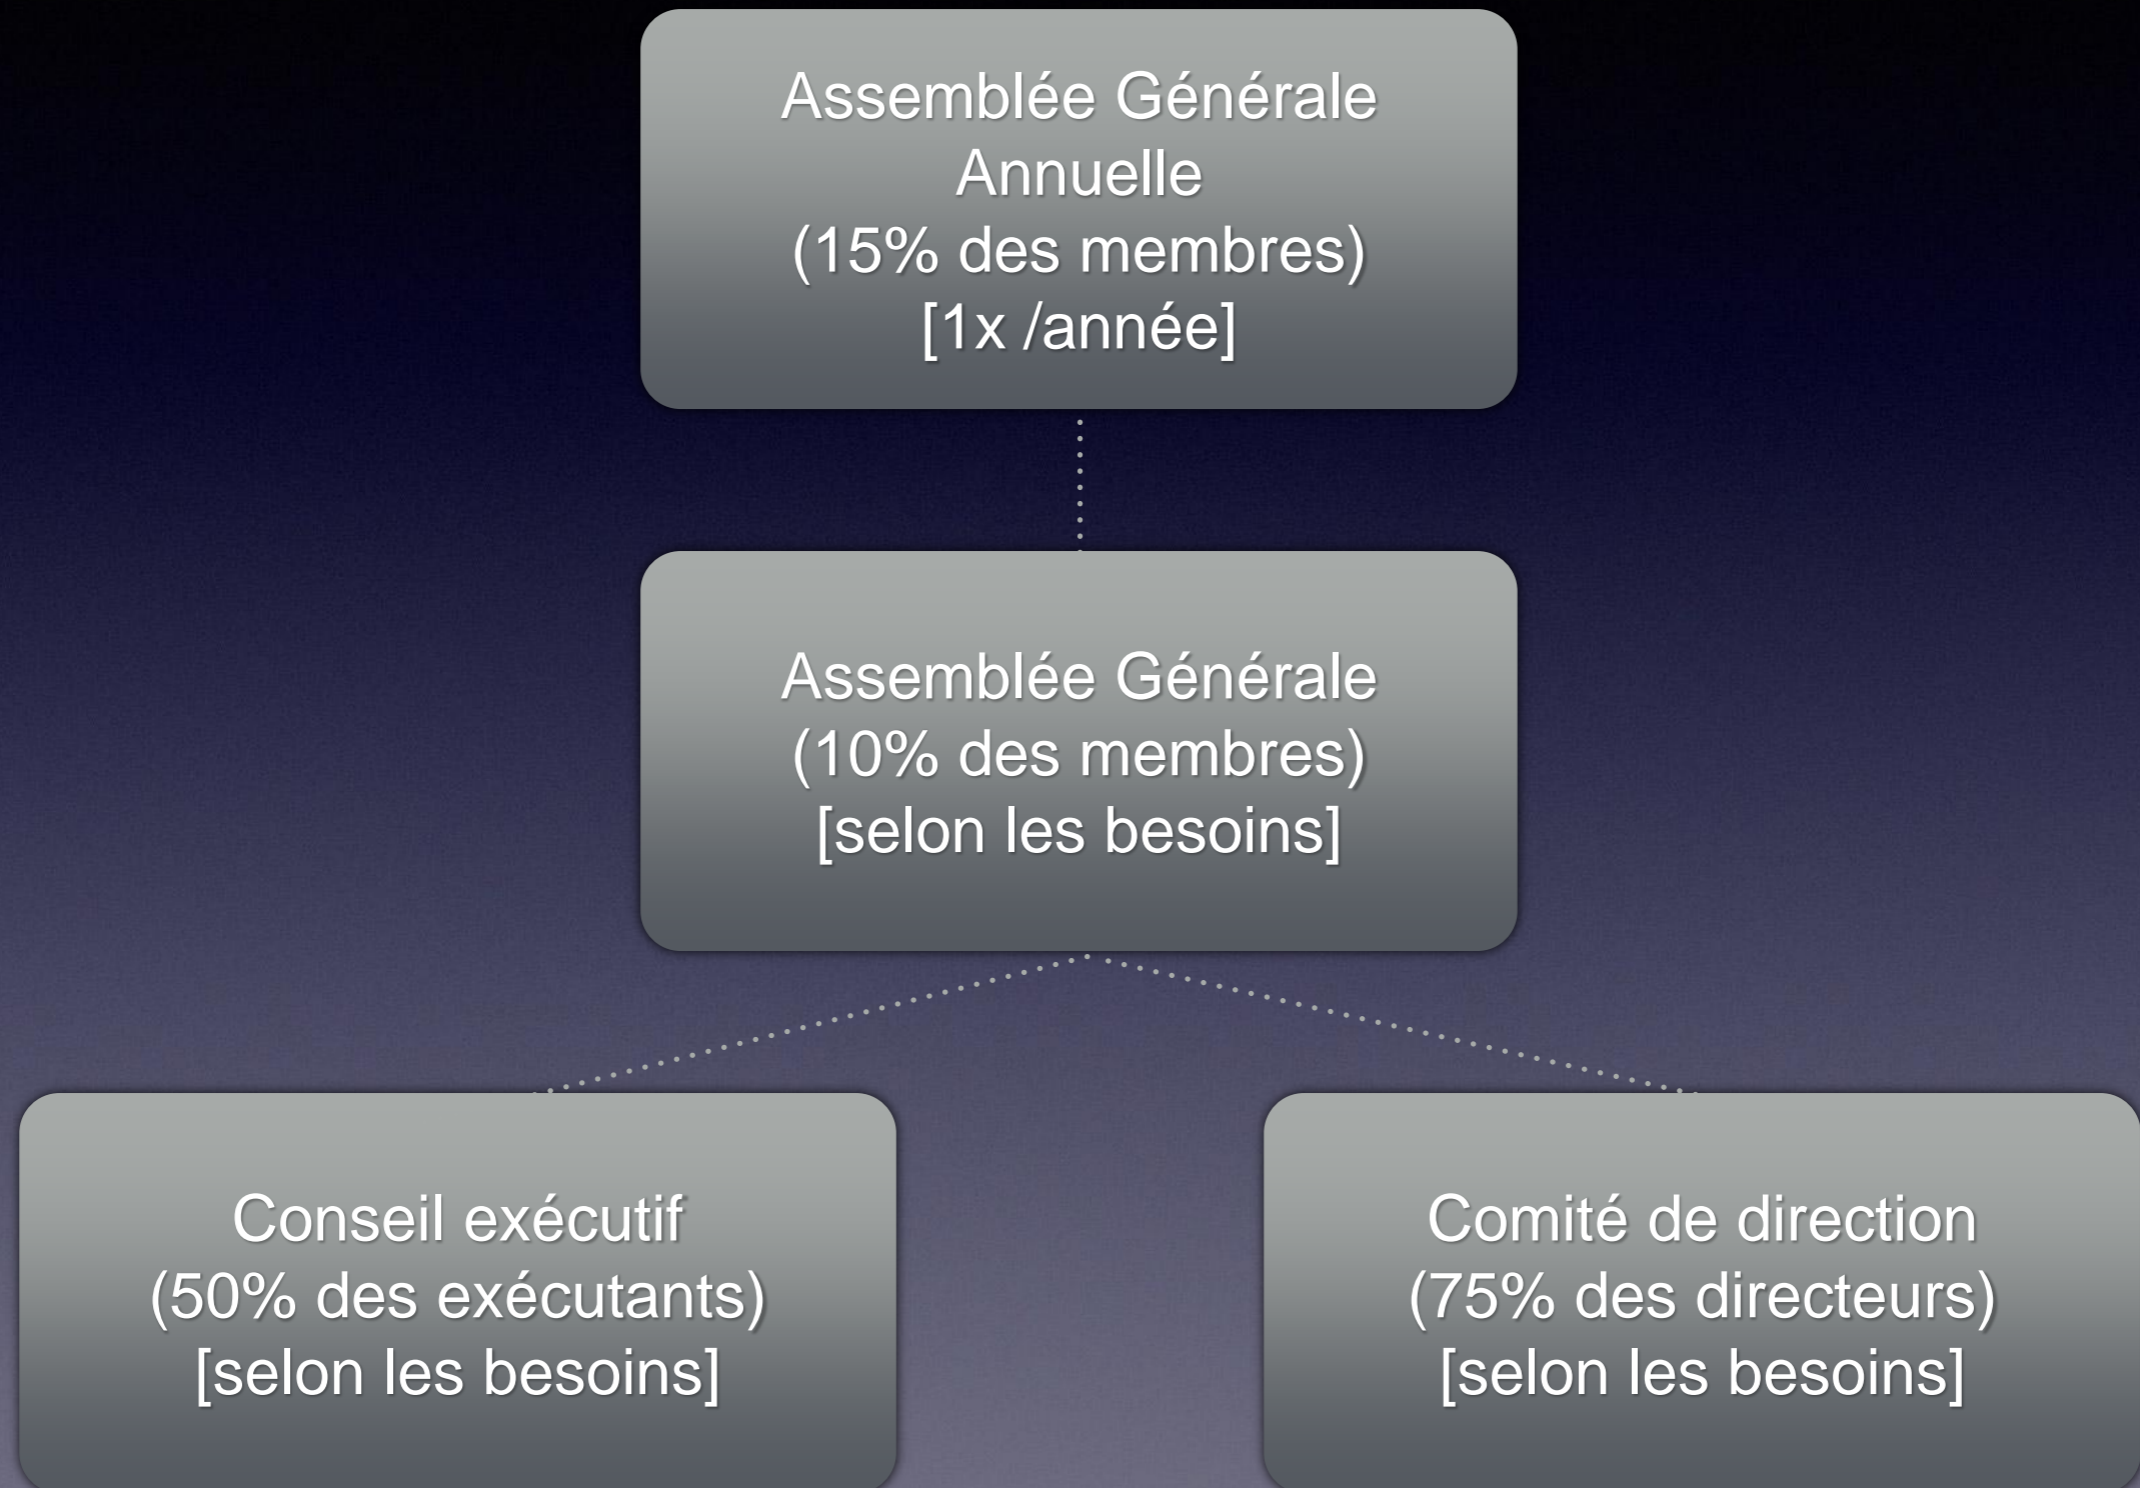 Assemblée Générale
Annuelle
(15% des membres)
[1x /année]
Assemblée Générale
(10% des membres)
[selon les besoins]
Conseil exécutif
(50% des exécutants)
[selon les besoins]
Comité de direction
(75% des directeurs)
[selon les besoins]